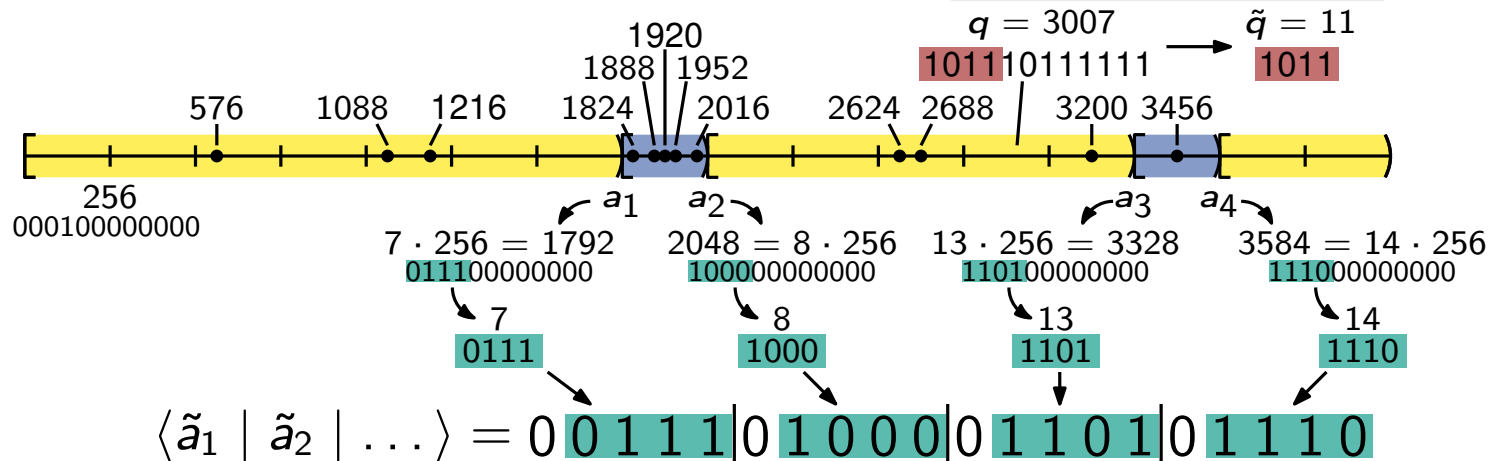 q = 3007
q̃ = 11
1920
101110111111
1011
1888
1952
576
1088
1216
1824
2016
2624
2688
3200
3456
256
000100000000
a₁
a₂
a₃
a₄
7 · 256 = 1792
2048 = 8 · 256
13 · 256 = 3328
3584 = 14 · 256
011100000000
100000000000
110100000000
111000000000
7
8
13
14
0111
1000
1101
1110
⟨ã₁ | ã₂ | ...⟩ = 0 0 1 1 1|0 1 0 0 0|0 1 1 0 1|0 1 1 1 0